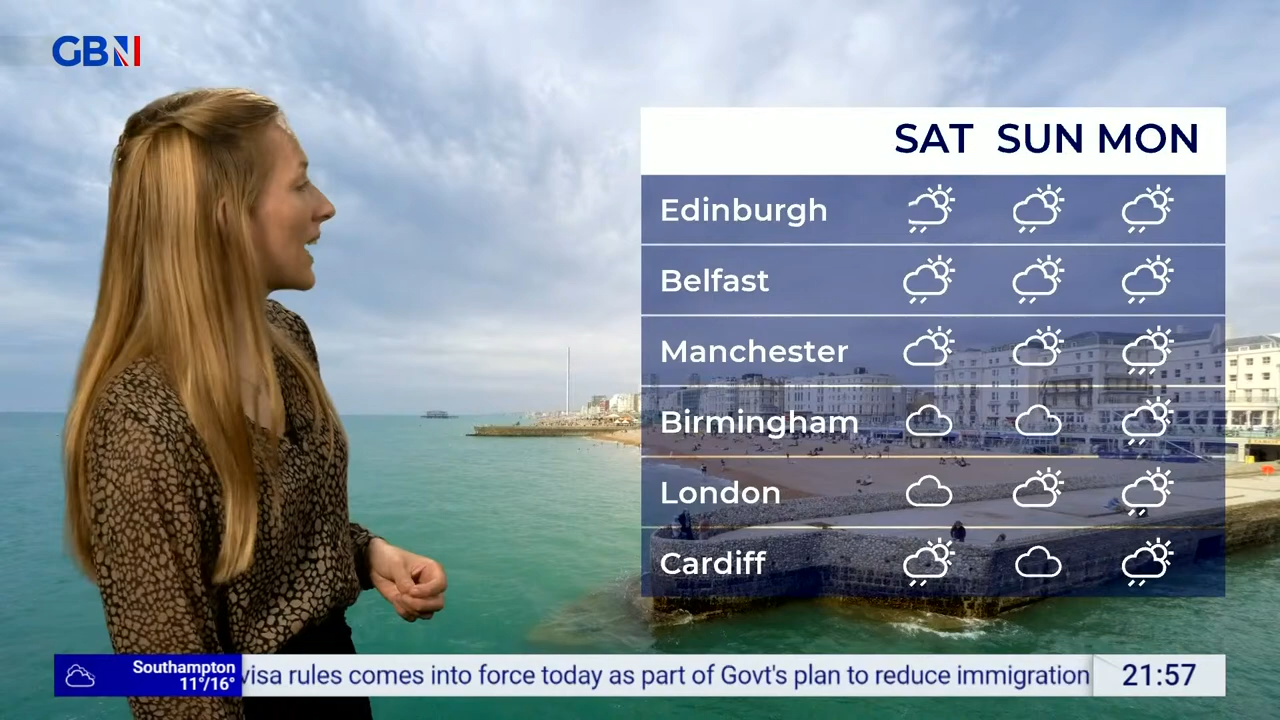 GBN
SAT SUN MON
Edinburgh
Belfast
Manchester
Birmingham
London
Cardiff
Southampton
11°/16°
visa rules comes into force today as part of Govt's plan to reduce immigration
21:57